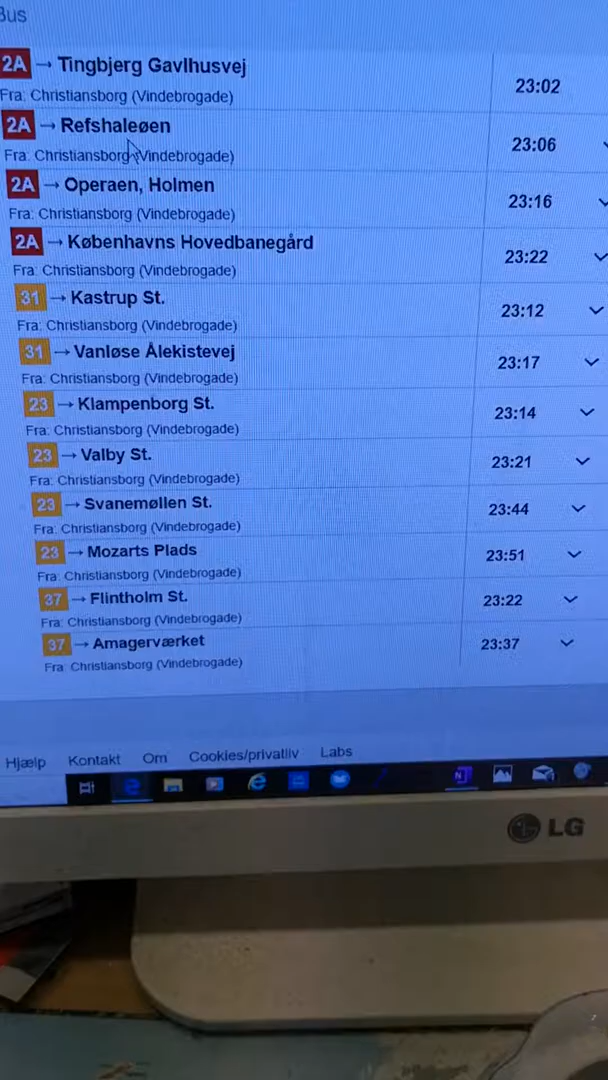 Bus
2A → Tingbjerg Gavlhusvej 23:02
Fra: Christiansborg (Vindebrogade)
2A → Refshaleøen 23:06
Fra: Christiansborg (Vindebrogade)
2A → Operaen, Holmen 23:16
Fra: Christiansborg (Vindebrogade)
2A → Københavns Hovedbanegård 23:22
Fra: Christiansborg (Vindebrogade)
31 → Kastrup St. 23:12
Fra: Christiansborg (Vindebrogade)
31 → Vanløse Ålekistevej 23:17
Fra: Christiansborg (Vindebrogade)
23 → Klampenborg St. 23:14
Fra: Christiansborg (Vindebrogade)
23 → Valby St. 23:21
Fra: Christiansborg (Vindebrogade)
23 → Svanemøllen St. 23:44
Fra: Christiansborg (Vindebrogade)
23 → Mozarts Plads 23:51
Fra: Christiansborg (Vindebrogade)
37 → Flintholm St. 23:22
Fra: Christiansborg (Vindebrogade)
37 → Amagerværket 23:37
Fra: Christiansborg (Vindebrogade)
Hjælp Kontakt Om Cookies/privatliv Labs
LG